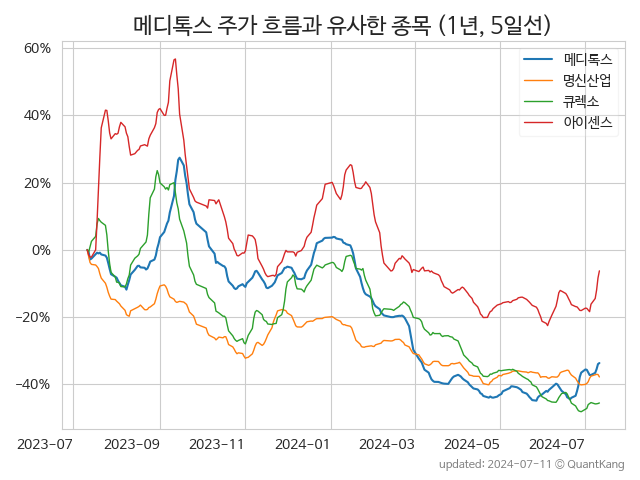 메디톡스 주가 흐름과 유사한 종목 (1년, 5일선)
메디톡스
명신산업
큐렉소
아이센스
60%
40%
20%
0%
−20%
−40%
2023-07
2023-09
2023-11
2024-01
2024-03
2024-05
2024-07
updated: 2024-07-11 © QuantKang